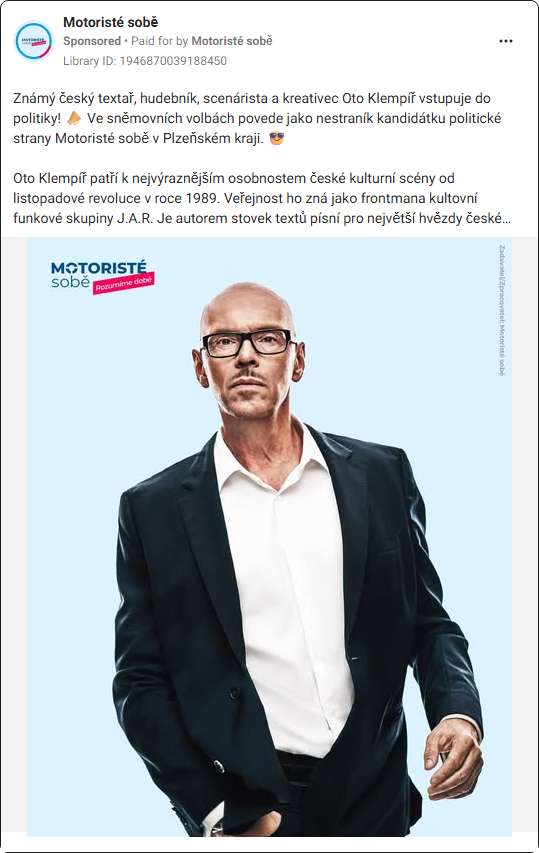 Motoristé sobě
Sponsored • Paid for by Motoristé sobě
Library ID: 1946870039188450
Známý český textař, hudebník, scenárista a kreativec Oto Klempíř vstupuje do
politiky! 📣 Ve sněmovních volbách povede jako nestraník kandidátku politické
strany Motoristé sobě v Plzeňském kraji. 😎
Oto Klempíř patří k nejvýraznějším osobnostem české kulturní scény od
listopadové revoluce v roce 1989. Veřejnost ho zná jako frontmana kultovní
funkové skupiny J.A.R. Je autorem stovek textů písní pro největší hvězdy české...
MOTORISTÉ
sobě Rozumíme době
Zadavatel/Zpracovatel: Motoristé sobě